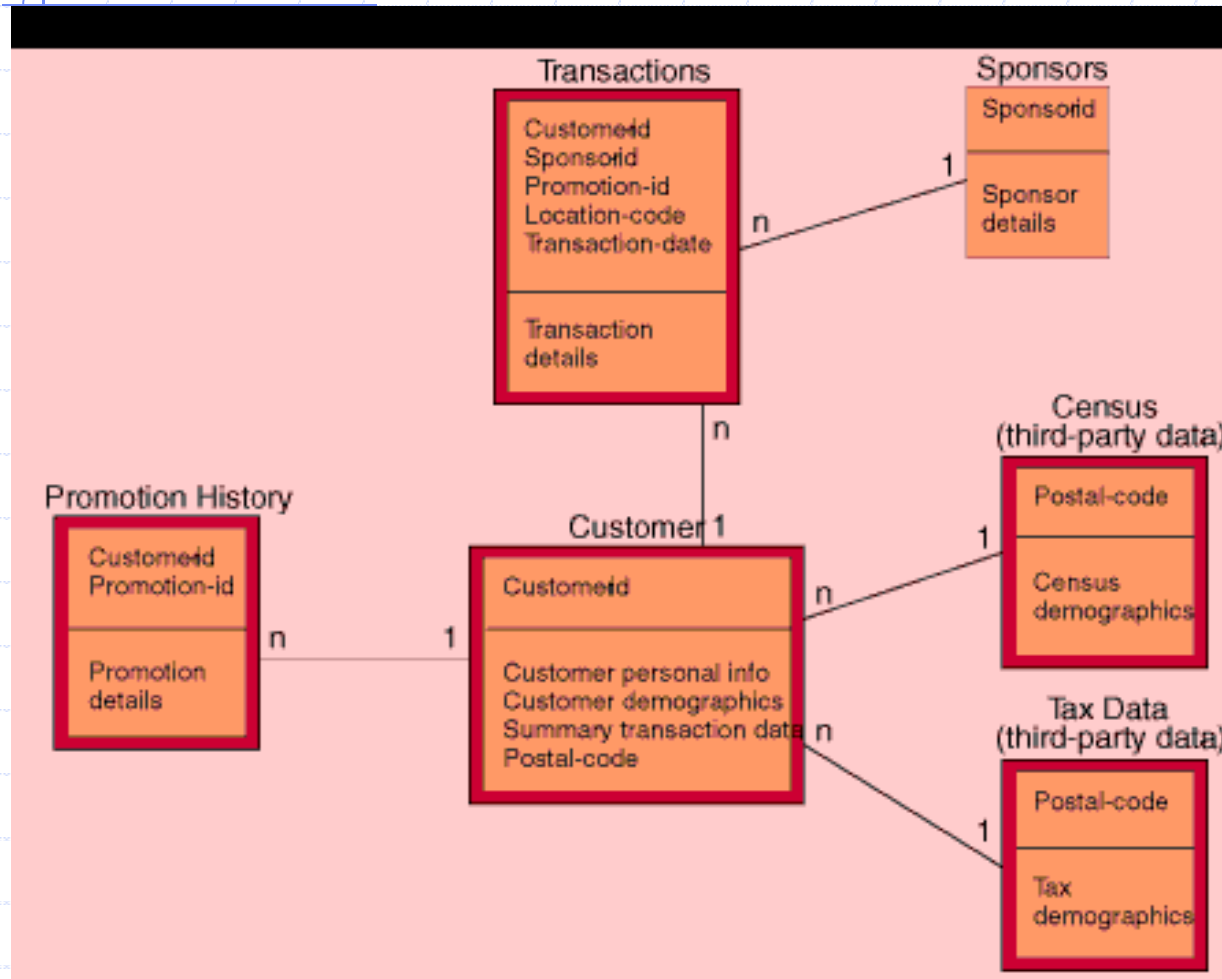 Transactions
Customerid
Sponsorid
Promotion-id
Location-code
Transaction-date
Transaction
details
n
1
Sponsors
Sponsorid
Sponsor
details
n
1
Promotion History
Customerid
Promotion-id
Promotion
details
n
1
Customer
Customerid
Customer personal info
Customer demographics
Summary transaction data
Postal-code
n
1
Census
(third-party data)
Postal-code
Census
demographics
n
1
Tax Data
(third-party data)
Postal-code
Tax
demographics